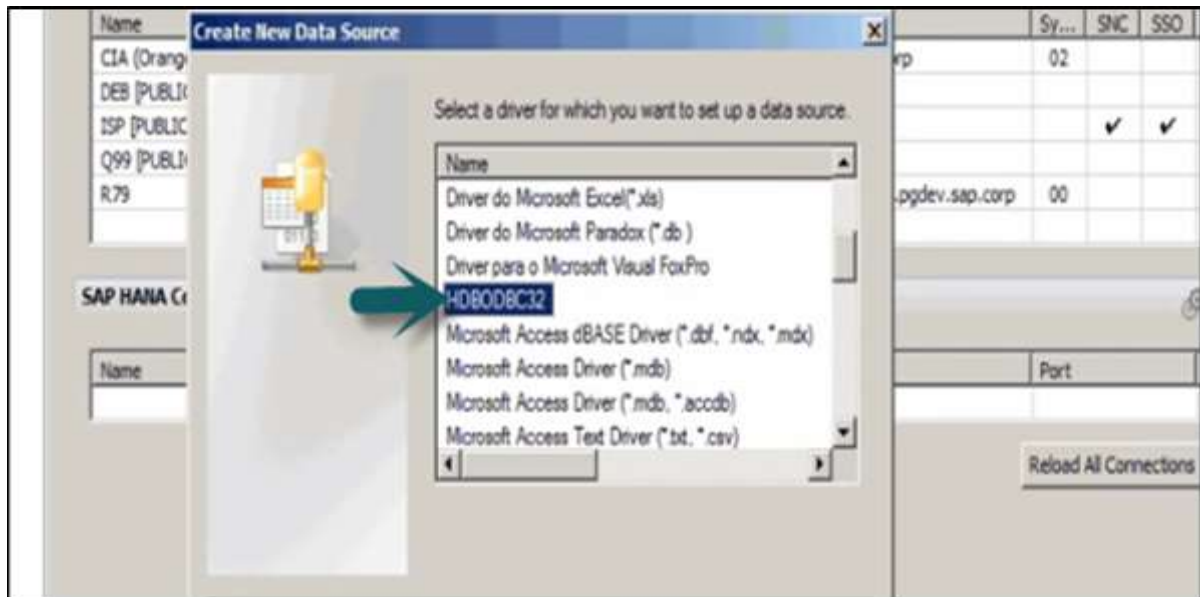 Name
Create New Data Source
Sy... SNC SSO
CIA (Orang
rp 02
DEB [PUBLI
ISP [PUBLIC
Q99 [PUBLI
R79
.pgdev.sap.corp 00
Select a driver for which you want to set up a data source.
Name
Driver do Microsoft Excel(*.xls)
Driver do Microsoft Paradox (*.db )
Driver para o Microsoft Visual FoxPro
HDBODBC32
Microsoft Access dBASE Driver (*.dbf, *.ndx, *.mdx)
Microsoft Access Driver (*.mdb)
Microsoft Access Driver (*.mdb, *.accdb)
Microsoft Access Text Driver (*.txt, *.csv)
SAP HANA Co
Name
Port
Reload All Connections